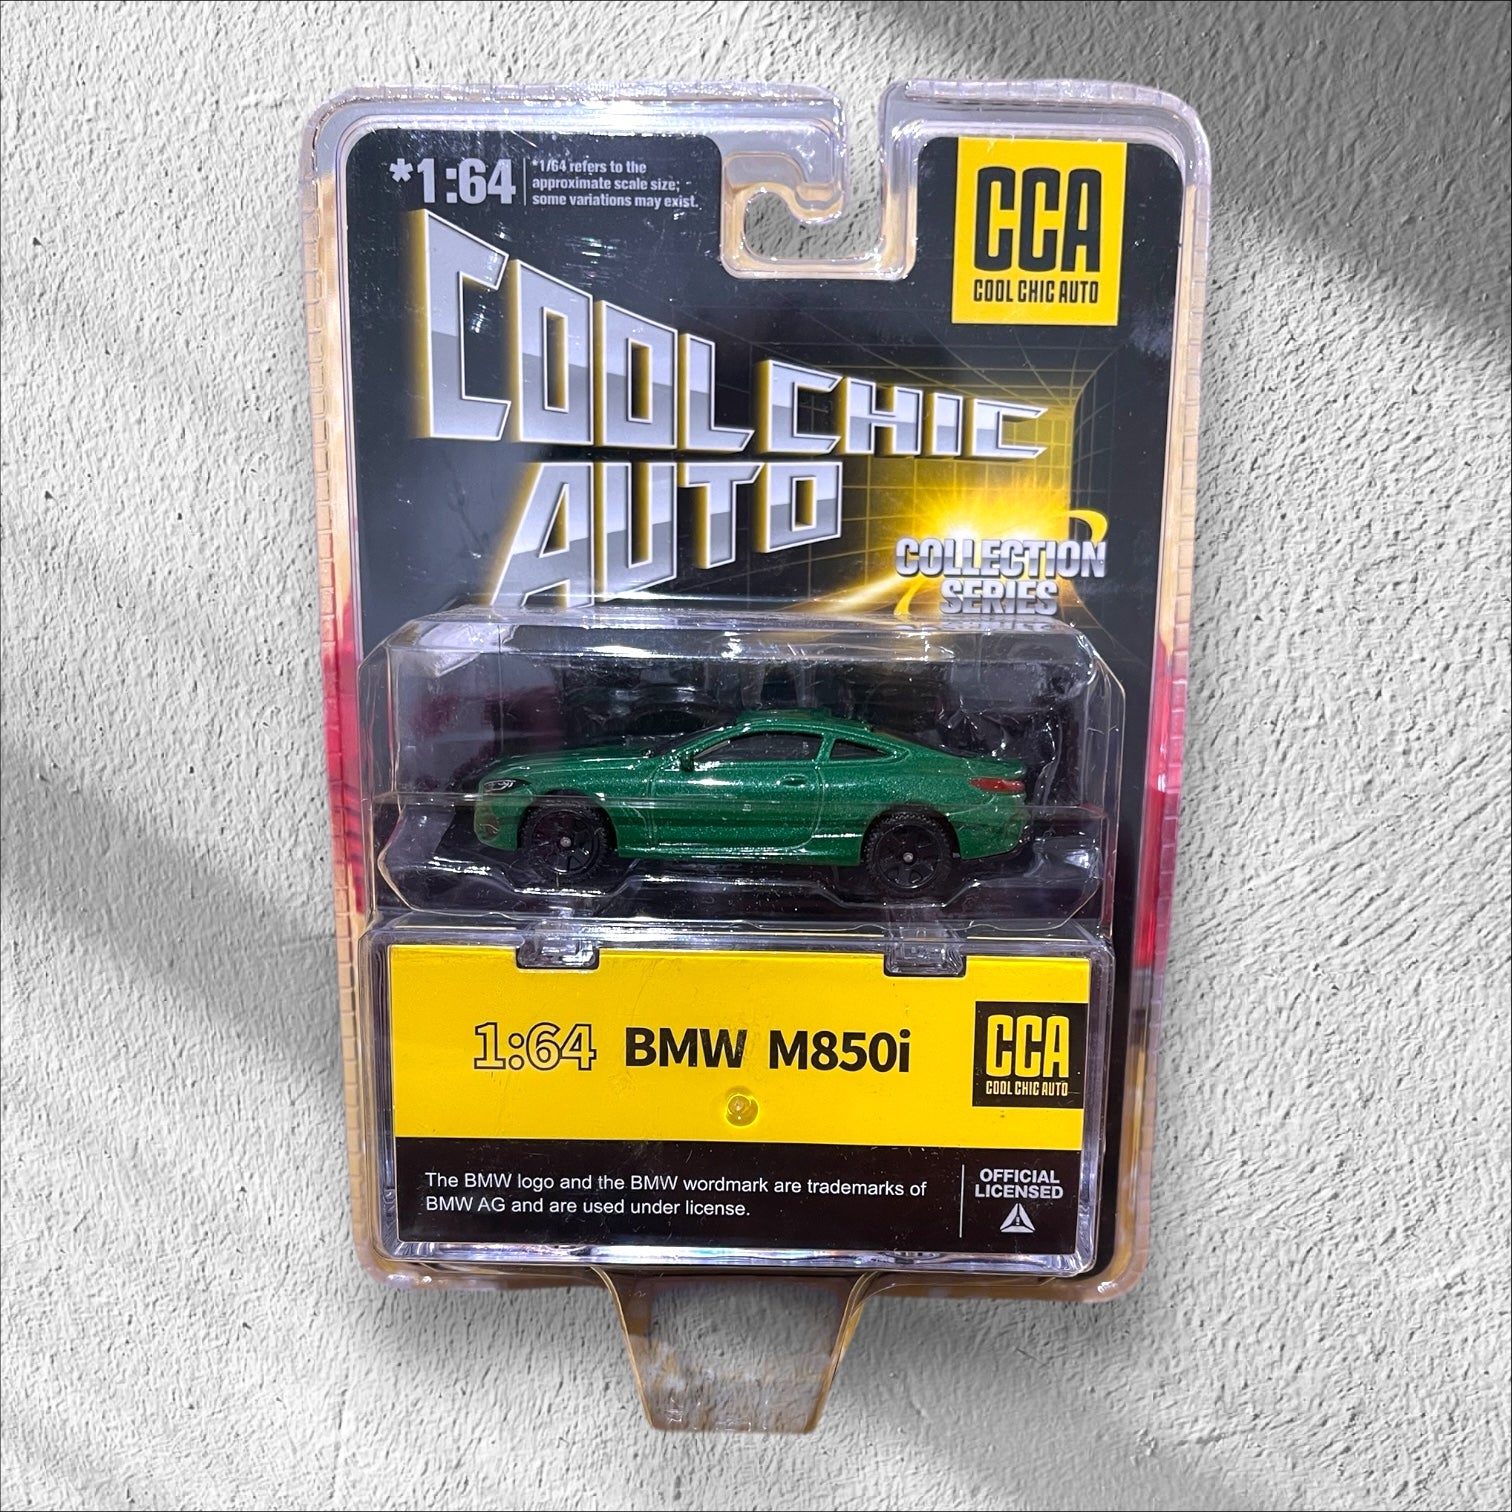 *1:64
*1/64 refers to the
approximate scale size;
some variations may exist.
CCA
COOL CHIC AUTO
COOL CHIC
AUTO
COLLECTION
SERIES
1:64 BMW M850i
CCA
COOL CHIC AUTO
The BMW logo and the BMW wordmark are trademarks of
BMW AG and are used under license.
OFFICIAL
LICENSED